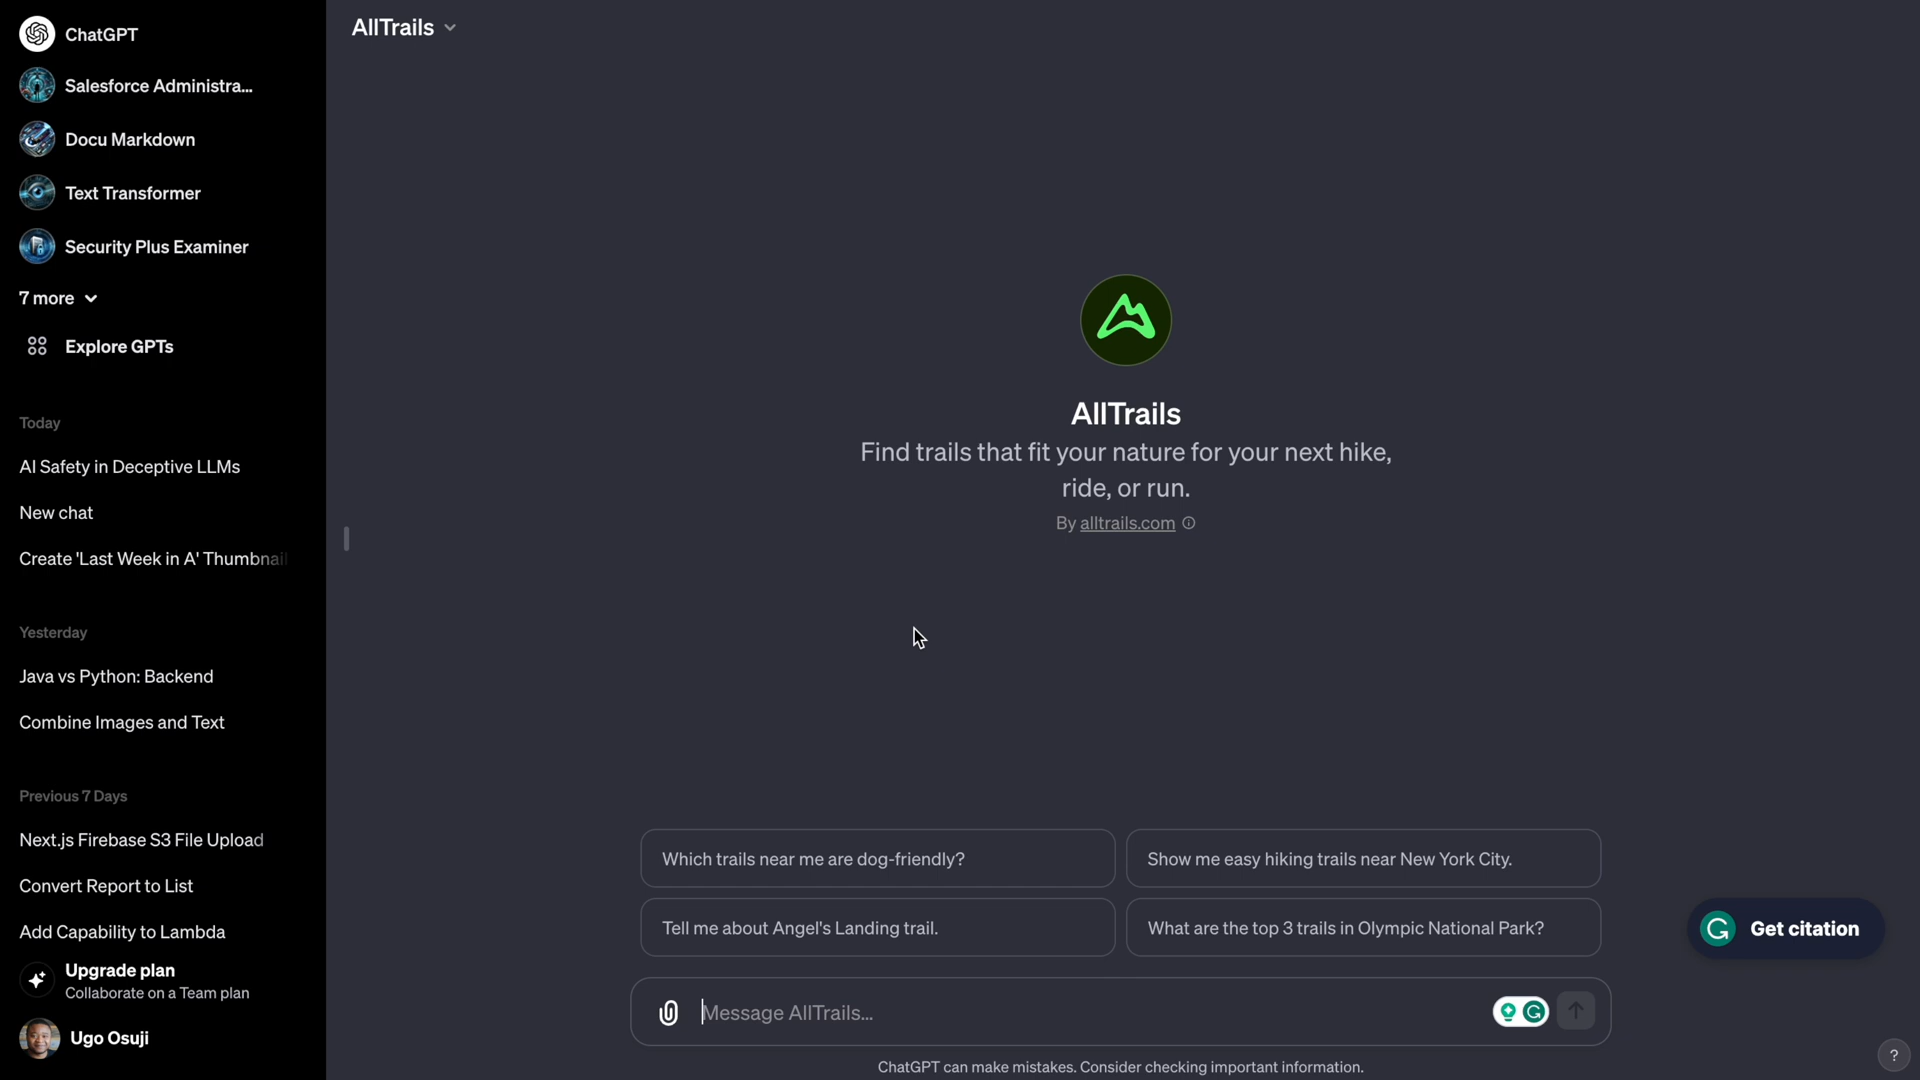 ChatGPT
Salesforce Administra...
Docu Markdown
Text Transformer
Security Plus Examiner
7 more
Explore GPTs
Today
AI Safety in Deceptive LLMs
New chat
Create 'Last Week in A' Thumbnail
Yesterday
Java vs Python: Backend
Combine Images and Text
Previous 7 Days
Next.js Firebase S3 File Upload
Convert Report to List
Add Capability to Lambda
Upgrade plan
Collaborate on a Team plan
Ugo Osuji
AllTrails
AllTrails
Find trails that fit your nature for your next hike,
ride, or run.
By alltrails.com
Which trails near me are dog-friendly?
Show me easy hiking trails near New York City.
Tell me about Angel's Landing trail.
What are the top 3 trails in Olympic National Park?
Get citation
Message AllTrails...
ChatGPT can make mistakes. Consider checking important information.
?